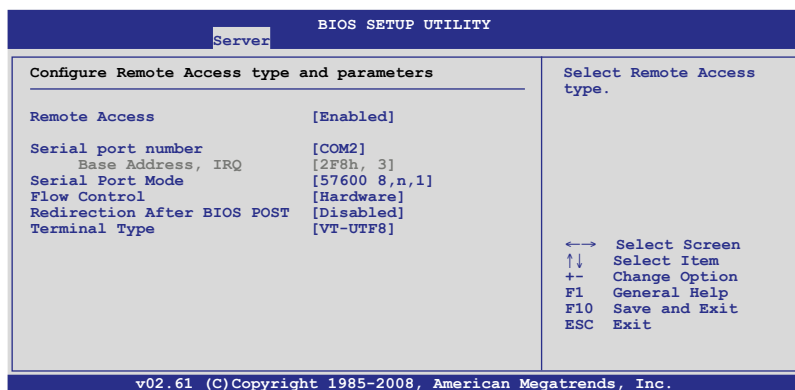 BIOS SETUP UTILITY
Server
Configure Remote Access type and parameters
Remote Access [Enabled]
Serial port number [COM2]
Base Address, IRQ [2F8h, 3]
Serial Port Mode [57600 8,n,1]
Flow Control [Hardware]
Redirection After BIOS POST [Disabled]
Terminal Type [VT-UTF8]
Select Remote Access
type.
←→ Select Screen
↑↓ Select Item
+- Change Option
F1 General Help
F10 Save and Exit
ESC Exit
v02.61 (C)Copyright 1985-2008, American Megatrends, Inc.